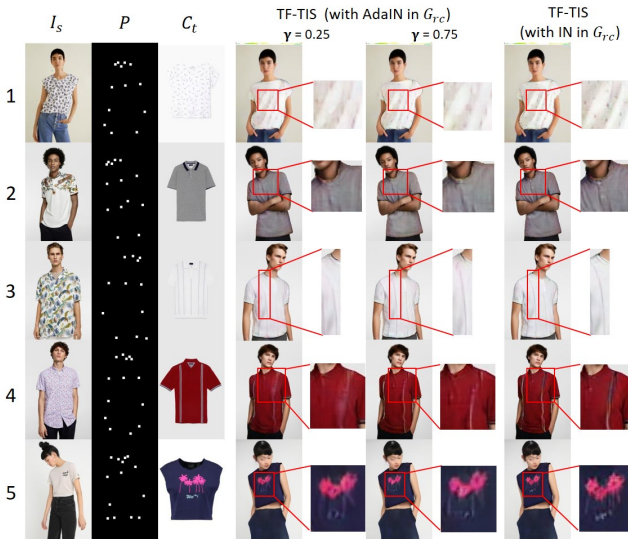 I_s P C_t TF-TIS (with AdaIN in G_rc) TF-TIS
γ = 0.25 γ = 0.75 (with IN in G_rc)
1
2
3
4
5